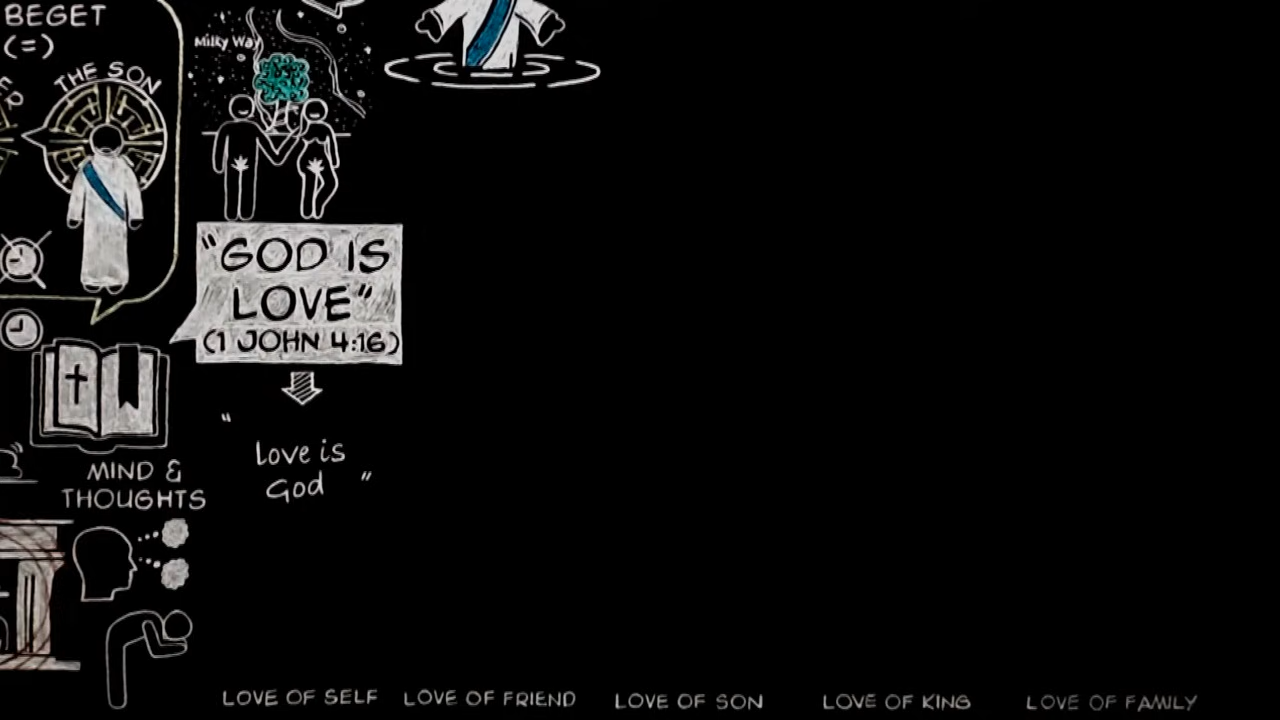 BEGET
(=)
THE SON
Milky Way
"GOD IS
LOVE"
(1 JOHN 4:16)
"
Love is
God "
MIND &
THOUGHTS
LOVE OF SELF LOVE OF FRIEND LOVE OF SON LOVE OF KING LOVE OF FAMILY